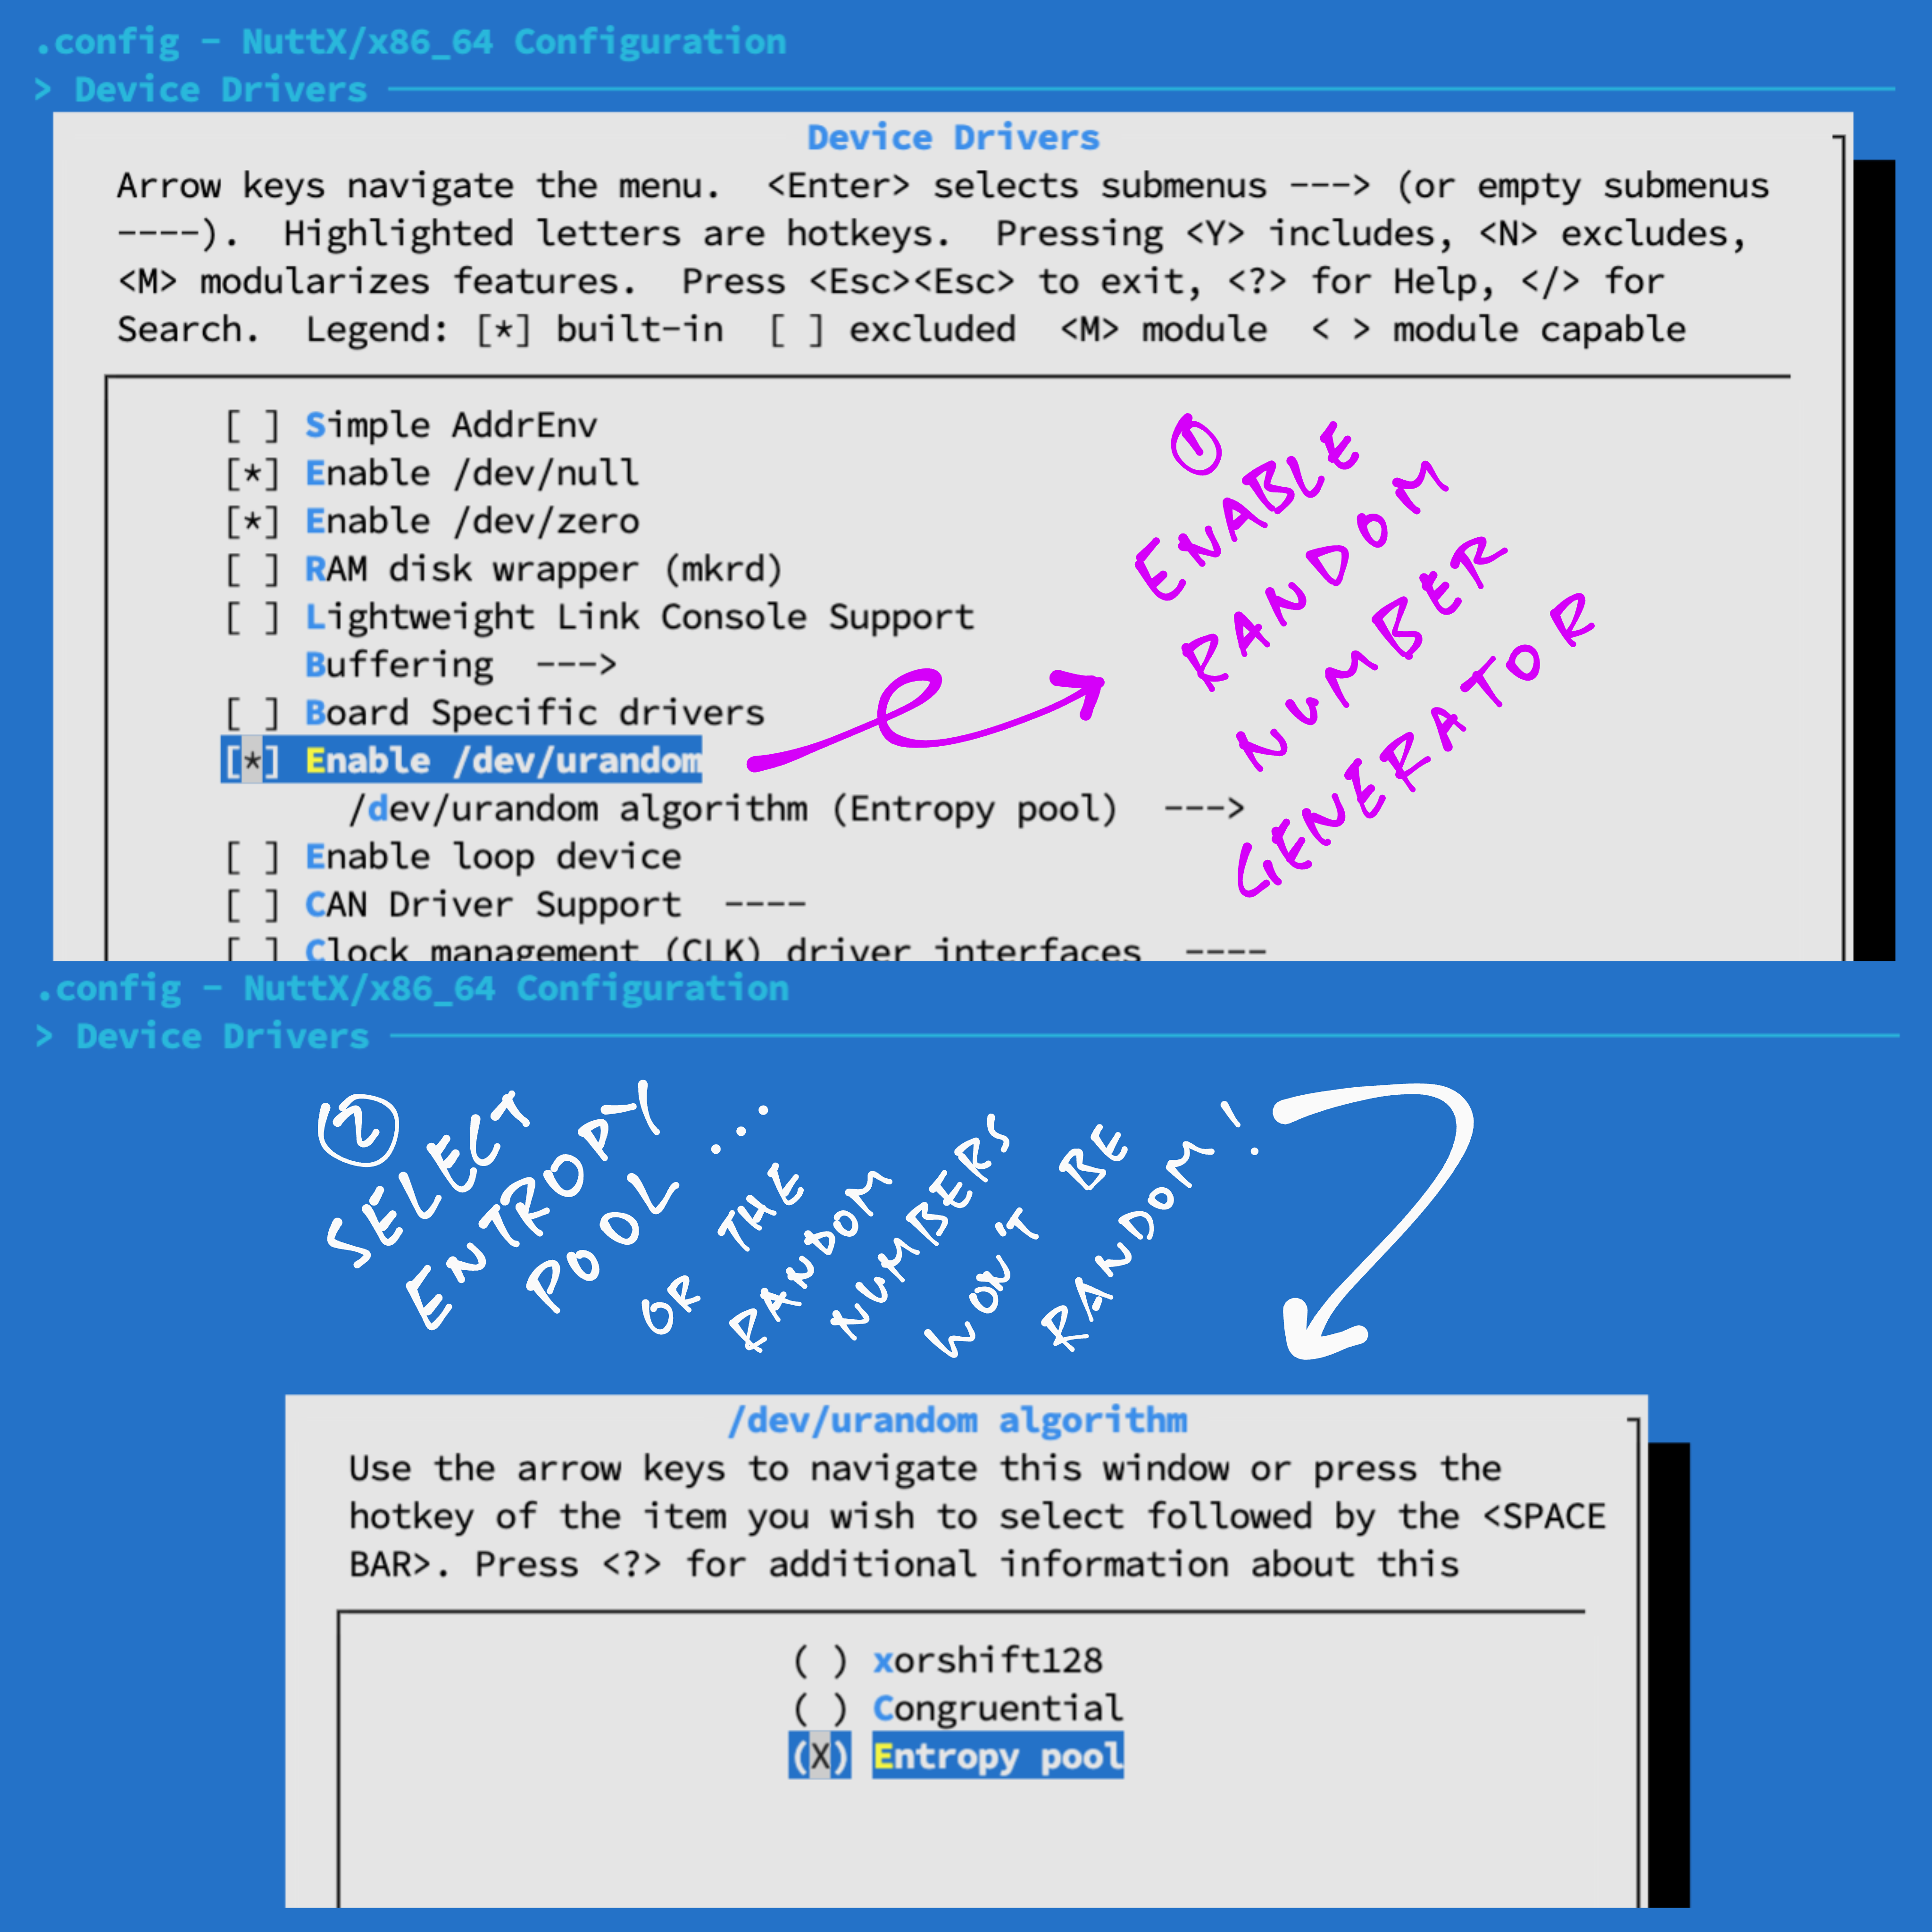 .config - NuttX/x86_64 Configuration
> Device Drivers
Device Drivers
Arrow keys navigate the menu.  <Enter> selects submenus ---> (or empty submenus
----).  Highlighted letters are hotkeys.  Pressing <Y> includes, <N> excludes,
<M> modularizes features.  Press <Esc><Esc> to exit, <?> for Help, </> for
Search.  Legend: [*] built-in  [ ] excluded  <M> module  < > module capable
[ ] Simple AddrEnv
[*] Enable /dev/null
[*] Enable /dev/zero
[ ] RAM disk wrapper (mkrd)
[ ] Lightweight Link Console Support
Buffering  --->
[ ] Board Specific drivers
[*] Enable /dev/urandom
/dev/urandom algorithm (Entropy pool)  --->
[ ] Enable loop device
[ ] CAN Driver Support  ----
[ ] Clock management (CLK) driver interfaces  ----
1
ENABLE
RANDOM
NUMBER
GENERATOR
.config - NuttX/x86_64 Configuration
> Device Drivers
2
SELECT
ENTROPY
POOL ...
OR THE
RANDOM
NUMBERS
WON'T BE
RANDOM!
/dev/urandom algorithm
Use the arrow keys to navigate this window or press the
hotkey of the item you wish to select followed by the <SPACE
BAR>. Press <?> for additional information about this
( ) xorshift128
( ) Congruential
(X) Entropy pool